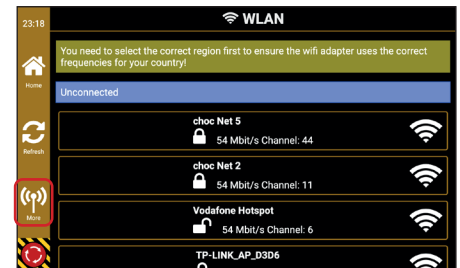 23:18
WLAN
You need to select the correct region first to ensure the wifi adapter uses the correct
frequencies for your country!
Home
Unconnected
choc Net 5
54 Mbit/s Channel: 44
Refresh
choc Net 2
54 Mbit/s Channel: 11
More
Vodafone Hotspot
54 Mbit/s Channel: 6
TP-LINK_AP_D3D6